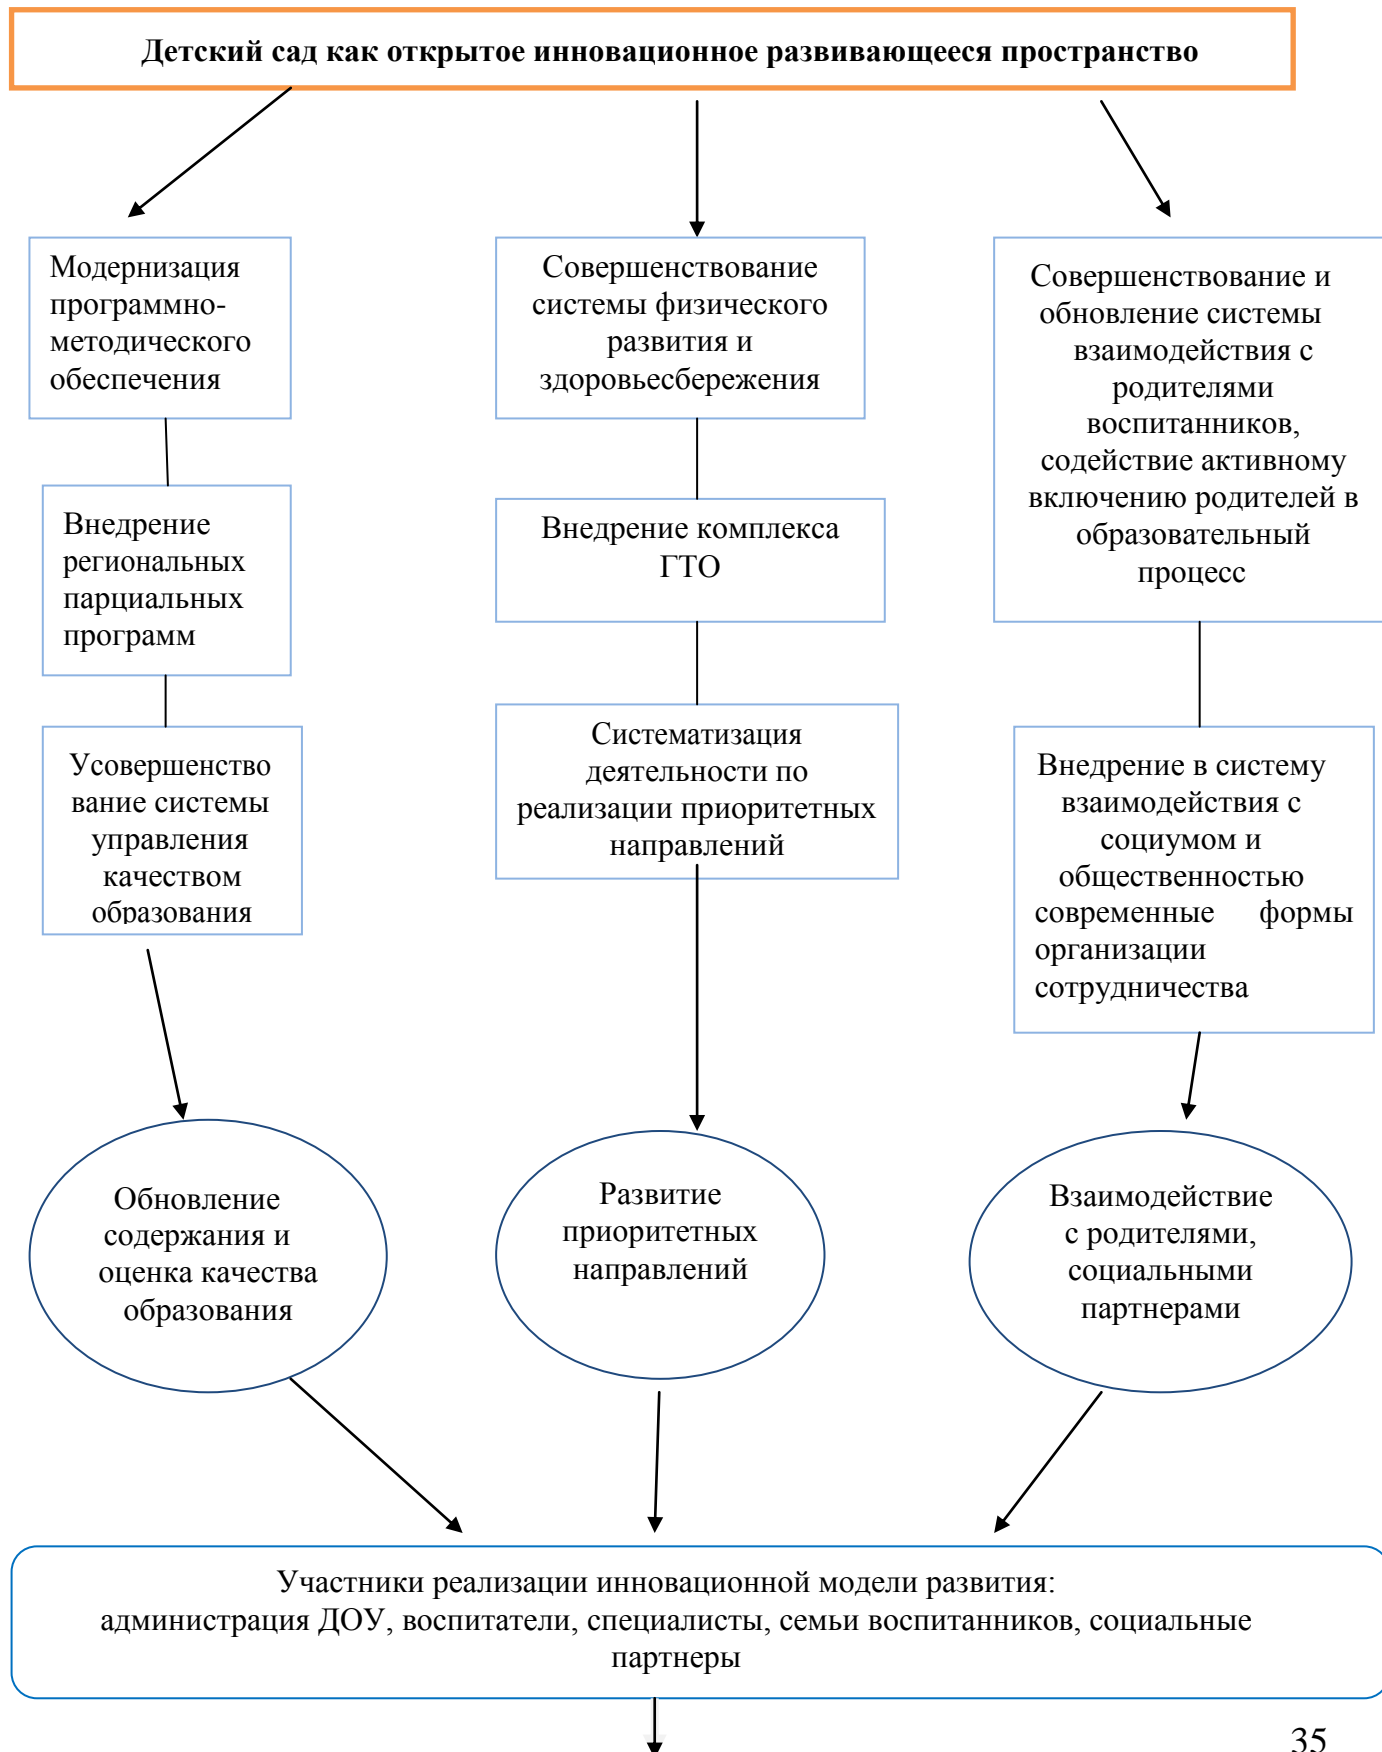 Детский сад как открытое инновационное развивающееся пространство
Модернизация
программно-
методического
обеспечения
Внедрение
региональных
парциальных
программ
Усовершенство
вание системы
управления
качеством
образования
Обновление
содержания и
оценка качества
образования
Совершенствование
системы физического
развития и
здоровьесбережения
Внедрение комплекса
ГТО
Систематизация
деятельности по
реализации приоритетных
направлений
Развитие
приоритетных
направлений
Совершенствование и
обновление системы
взаимодействия с
родителями
воспитанников,
содействие активному
включению родителей в
образовательный
процесс
Внедрение в систему
взаимодействия с
социумом и
общественностью
современные формы
организации
сотрудничества
Взаимодействие
с родителями,
социальными
партнерами
Участники реализации инновационной модели развития:
администрация ДОУ, воспитатели, специалисты, семьи воспитанников, социальные
партнеры
35